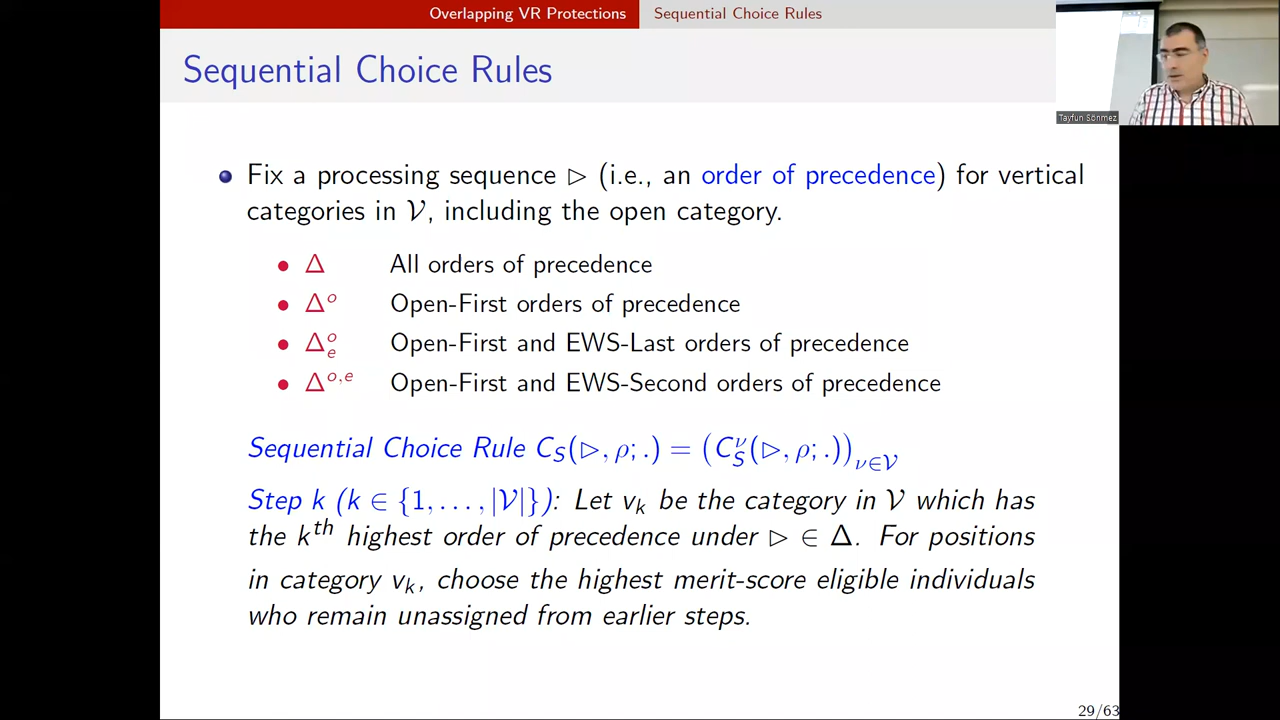 Overlapping VR Protections Sequential Choice Rules
Sequential Choice Rules
Tayfun Sönmez
Fix a processing sequence ▷ (i.e., an order of precedence) for vertical
categories in 𝒱, including the open category.
Δ All orders of precedence
Δ^o Open-First orders of precedence
Δ^o_e Open-First and EWS-Last orders of precedence
Δ^{o,e} Open-First and EWS-Second orders of precedence
Sequential Choice Rule C_S(▷, ρ; .) = (C^ν_S(▷, ρ; .))_{ν∈𝒱}
Step k (k ∈ {1, . . . , |𝒱|}): Let v_k be the category in 𝒱 which has
the k^th highest order of precedence under ▷ ∈ Δ. For positions
in category v_k, choose the highest merit-score eligible individuals
who remain unassigned from earlier steps.
29/63